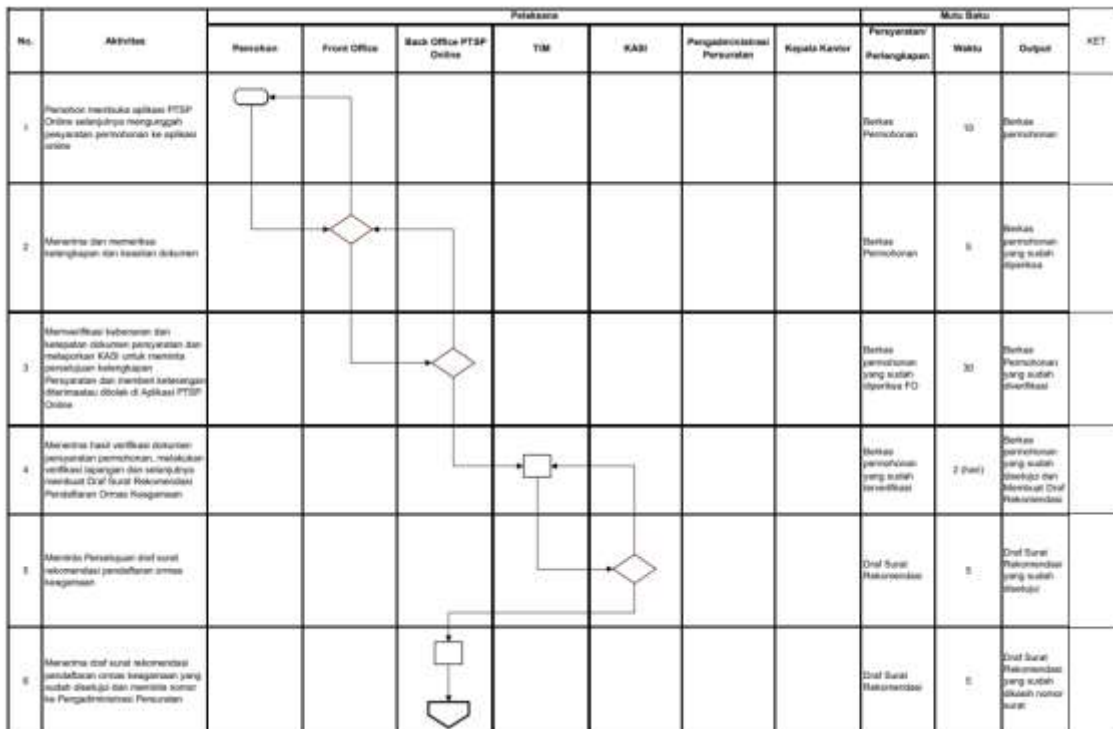 Pelaksana
Mutu Baku
No.
Aktivitas
Pemohon
Front Office
Back Office PTSP
Online
TIM
KASI
Pengadministrasi
Persuratan
Kepala Kantor
Persyaratan/
Perlengkapan
Waktu
Output
KET
1
Pemohon membuka aplikasi PTSP
Online selanjutnya mengunggah
persyaratan permohonan ke aplikasi
online
Berkas
Permohonan
10
Berkas
permohonan
2
Menerima dan memeriksa
kelengkapan dan keaslian dokumen
Berkas
Permohonan
5
Berkas
permohonan
yang sudah
diperiksa
3
Memverifikasi kebenaran dan
ketepatan dokumen persyaratan dan
melaporkan KASI untuk meminta
persetujuan kelengkapan
Persyaratan dan memberi keterangan
diterimaatau ditolak di Aplikasi PTSP
Online
Berkas
permohonan
yang sudah
diperiksa FO
30
Berkas
Permohonan
yang sudah
diverifikasi
4
Menerima hasil verifikasi dokumen
persyaratan permohonan, melakukan
verifikasi lapangan dan selanjutnya
membuat Draf Surat Rekomendasi
Pendaftaran Ormas Keagamaan
Berkas
permohonan
yang sudah
terverifikasi
2 (hari)
Berkas
permohonan
yang sudah
disetujui dan
Membuat Draf
Rekomendasi
5
Meminta Persetujuan draf surat
rekomendasi pendaftaran ormas
keagamaan
Draf Surat
Rekomendasi
5
Draf Surat
Rekomendasi
yang sudah
disetujui
6
Menerima draf surat rekomendasi
pendaftaran ormas keagamaan yang
sudah disetujui dan meminta nomor
ke Pengadministrasi Persuratan
Draf Surat
Rekomendasi
5
Draf Surat
Rekomendasi
yang sudah
dikasih nomor
surat